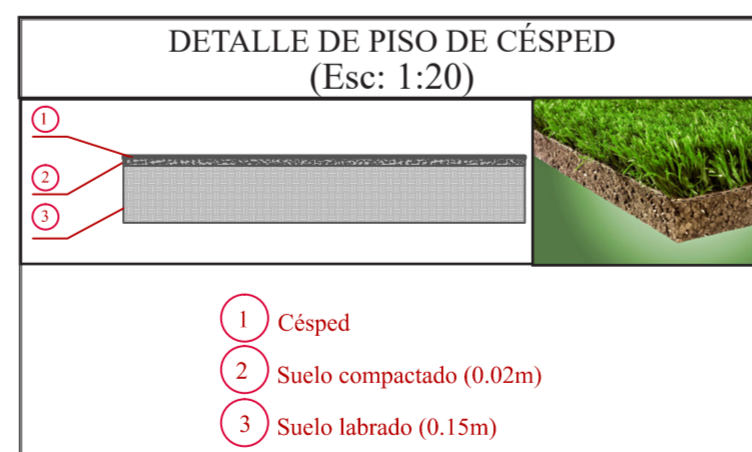 DETALLE DE PISO DE CÉSPED
(Esc: 1:20)
1
2
3
1 Césped
2 Suelo compactado (0.02m)
3 Suelo labrado (0.15m)